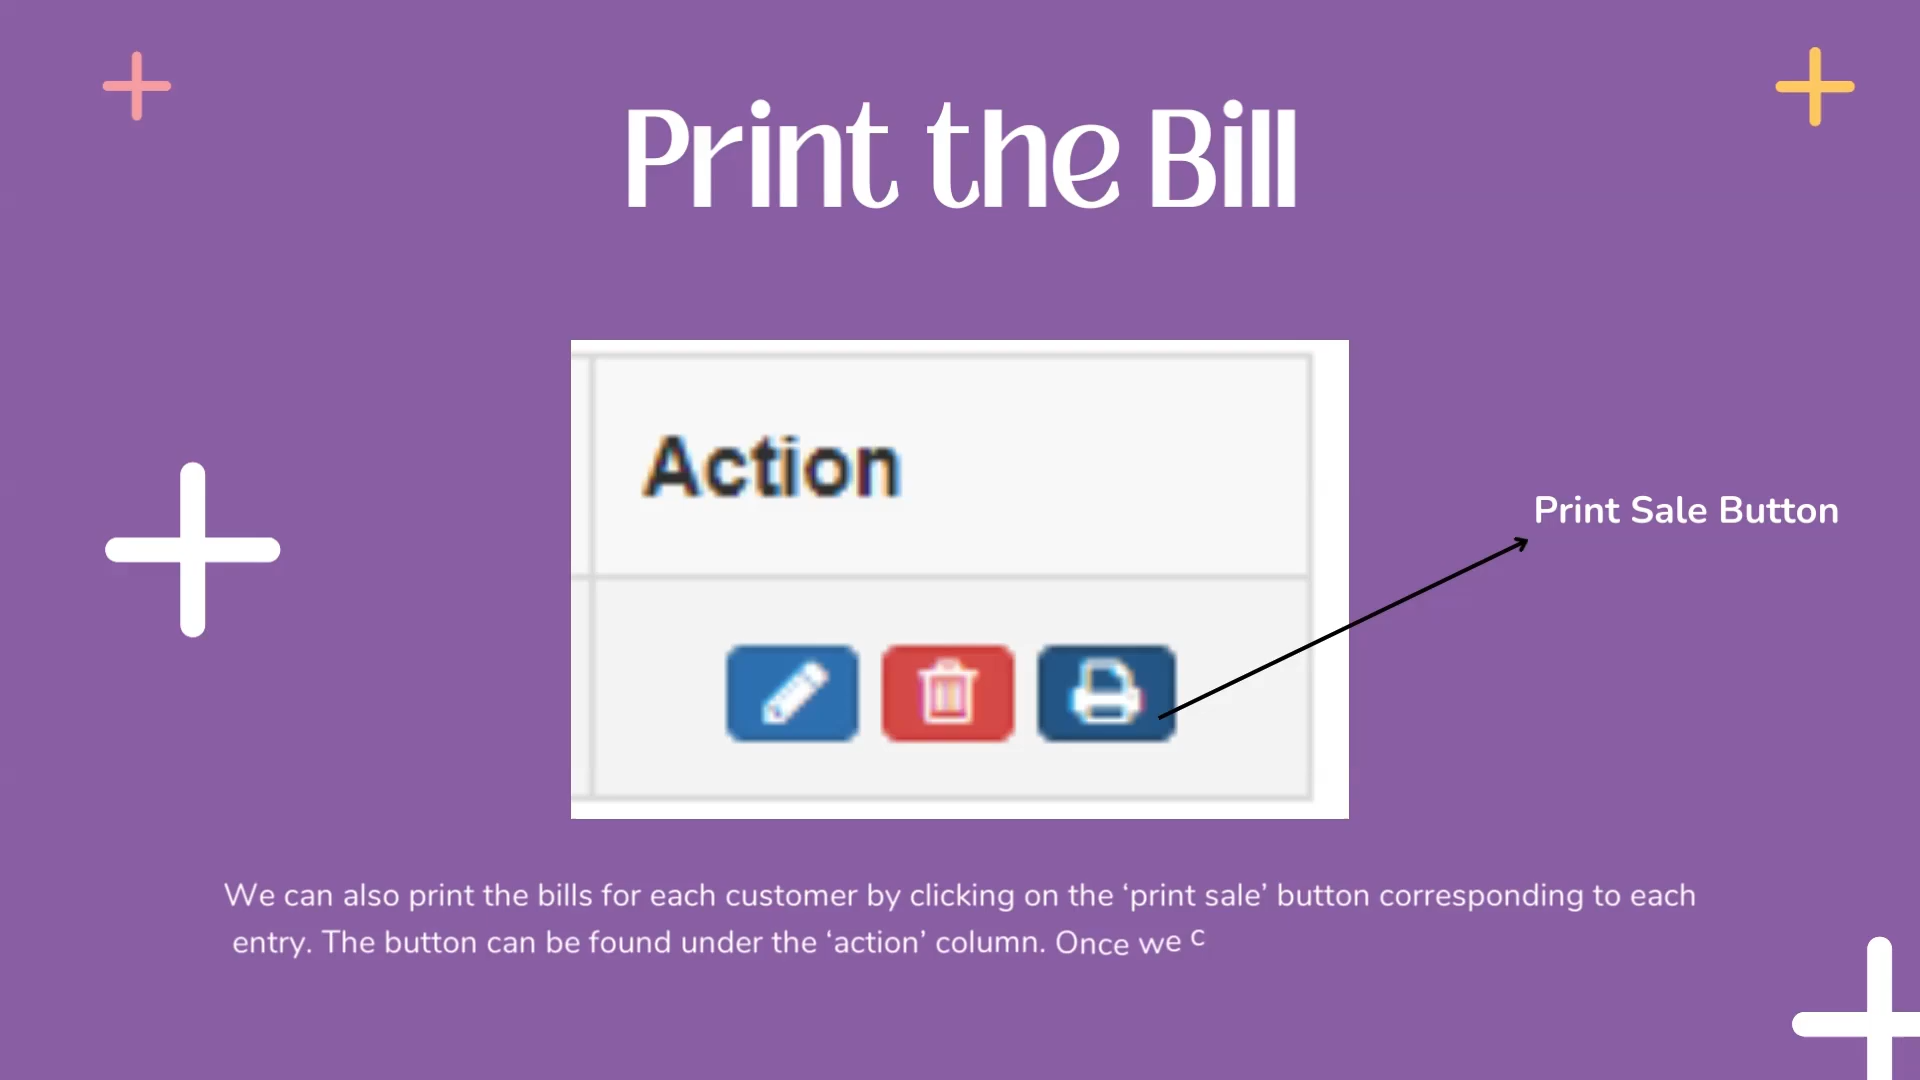 Print the Bill
Action
Print Sale Button
We can also print the bills for each customer by clicking on the ‘print sale’ button corresponding to each
entry. The button can be found under the ‘action’ column. Once we c